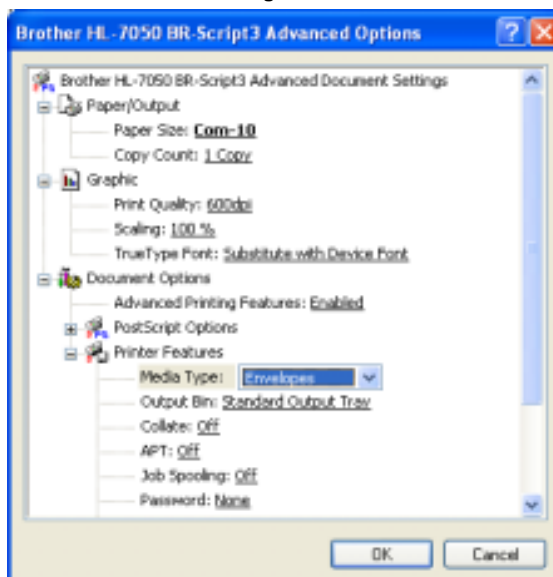 Brother HL-7050 BR-Script3 Advanced Options
Brother HL-7050 BR-Script3 Advanced Document Settings
Paper/Output
Paper Size: Com-10
Copy Count: 1 Copy
Graphic
Print Quality: 600dpi
Scaling: 100 %
TrueType Font: Substitute with Device Font
Document Options
Advanced Printing Features: Enabled
PostScript Options
Printer Features
Media Type: Envelopes
Output Bin: Standard Output Tray
Collate: Off
APT: Off
Job Spooling: Off
Password: None
OK Cancel